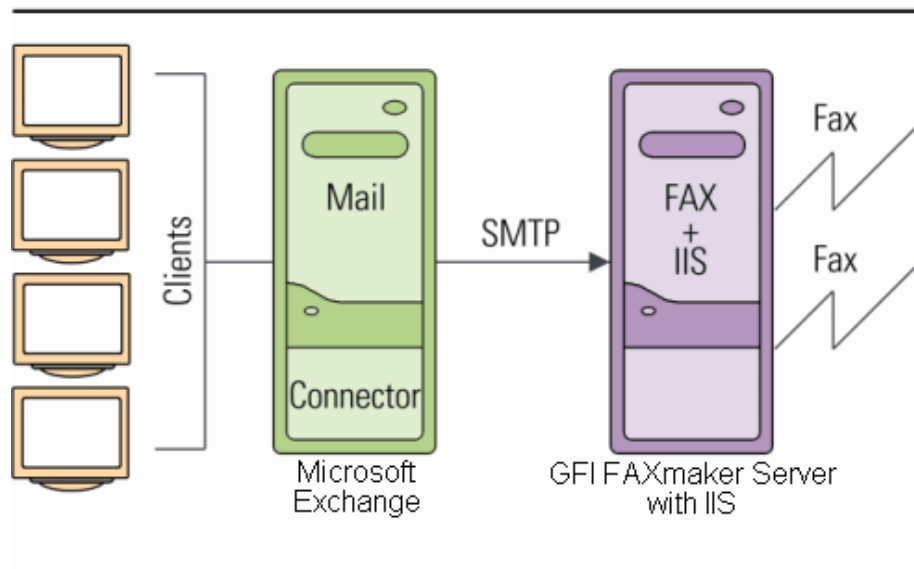 Clients
Mail
Connector
Microsoft
Exchange
SMTP
FAX
+
IIS
GFI FAXmaker Server
with IIS
Fax
Fax